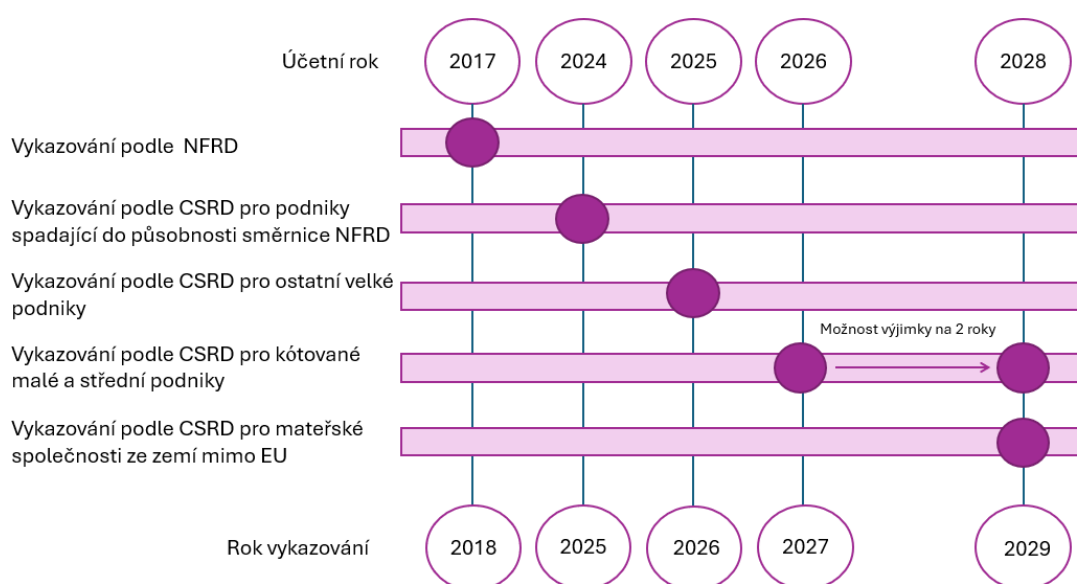 Účetní rok 2017 2024 2025 2026 2028
Vykazování podle NFRD
Vykazování podle CSRD pro podniky
spadající do působnosti směrnice NFRD
Vykazování podle CSRD pro ostatní velké
podniky
Možnost výjimky na 2 roky
Vykazování podle CSRD pro kótované
malé a střední podniky
Vykazování podle CSRD pro mateřské
společnosti ze zemí mimo EU
Rok vykazování 2018 2025 2026 2027 2029